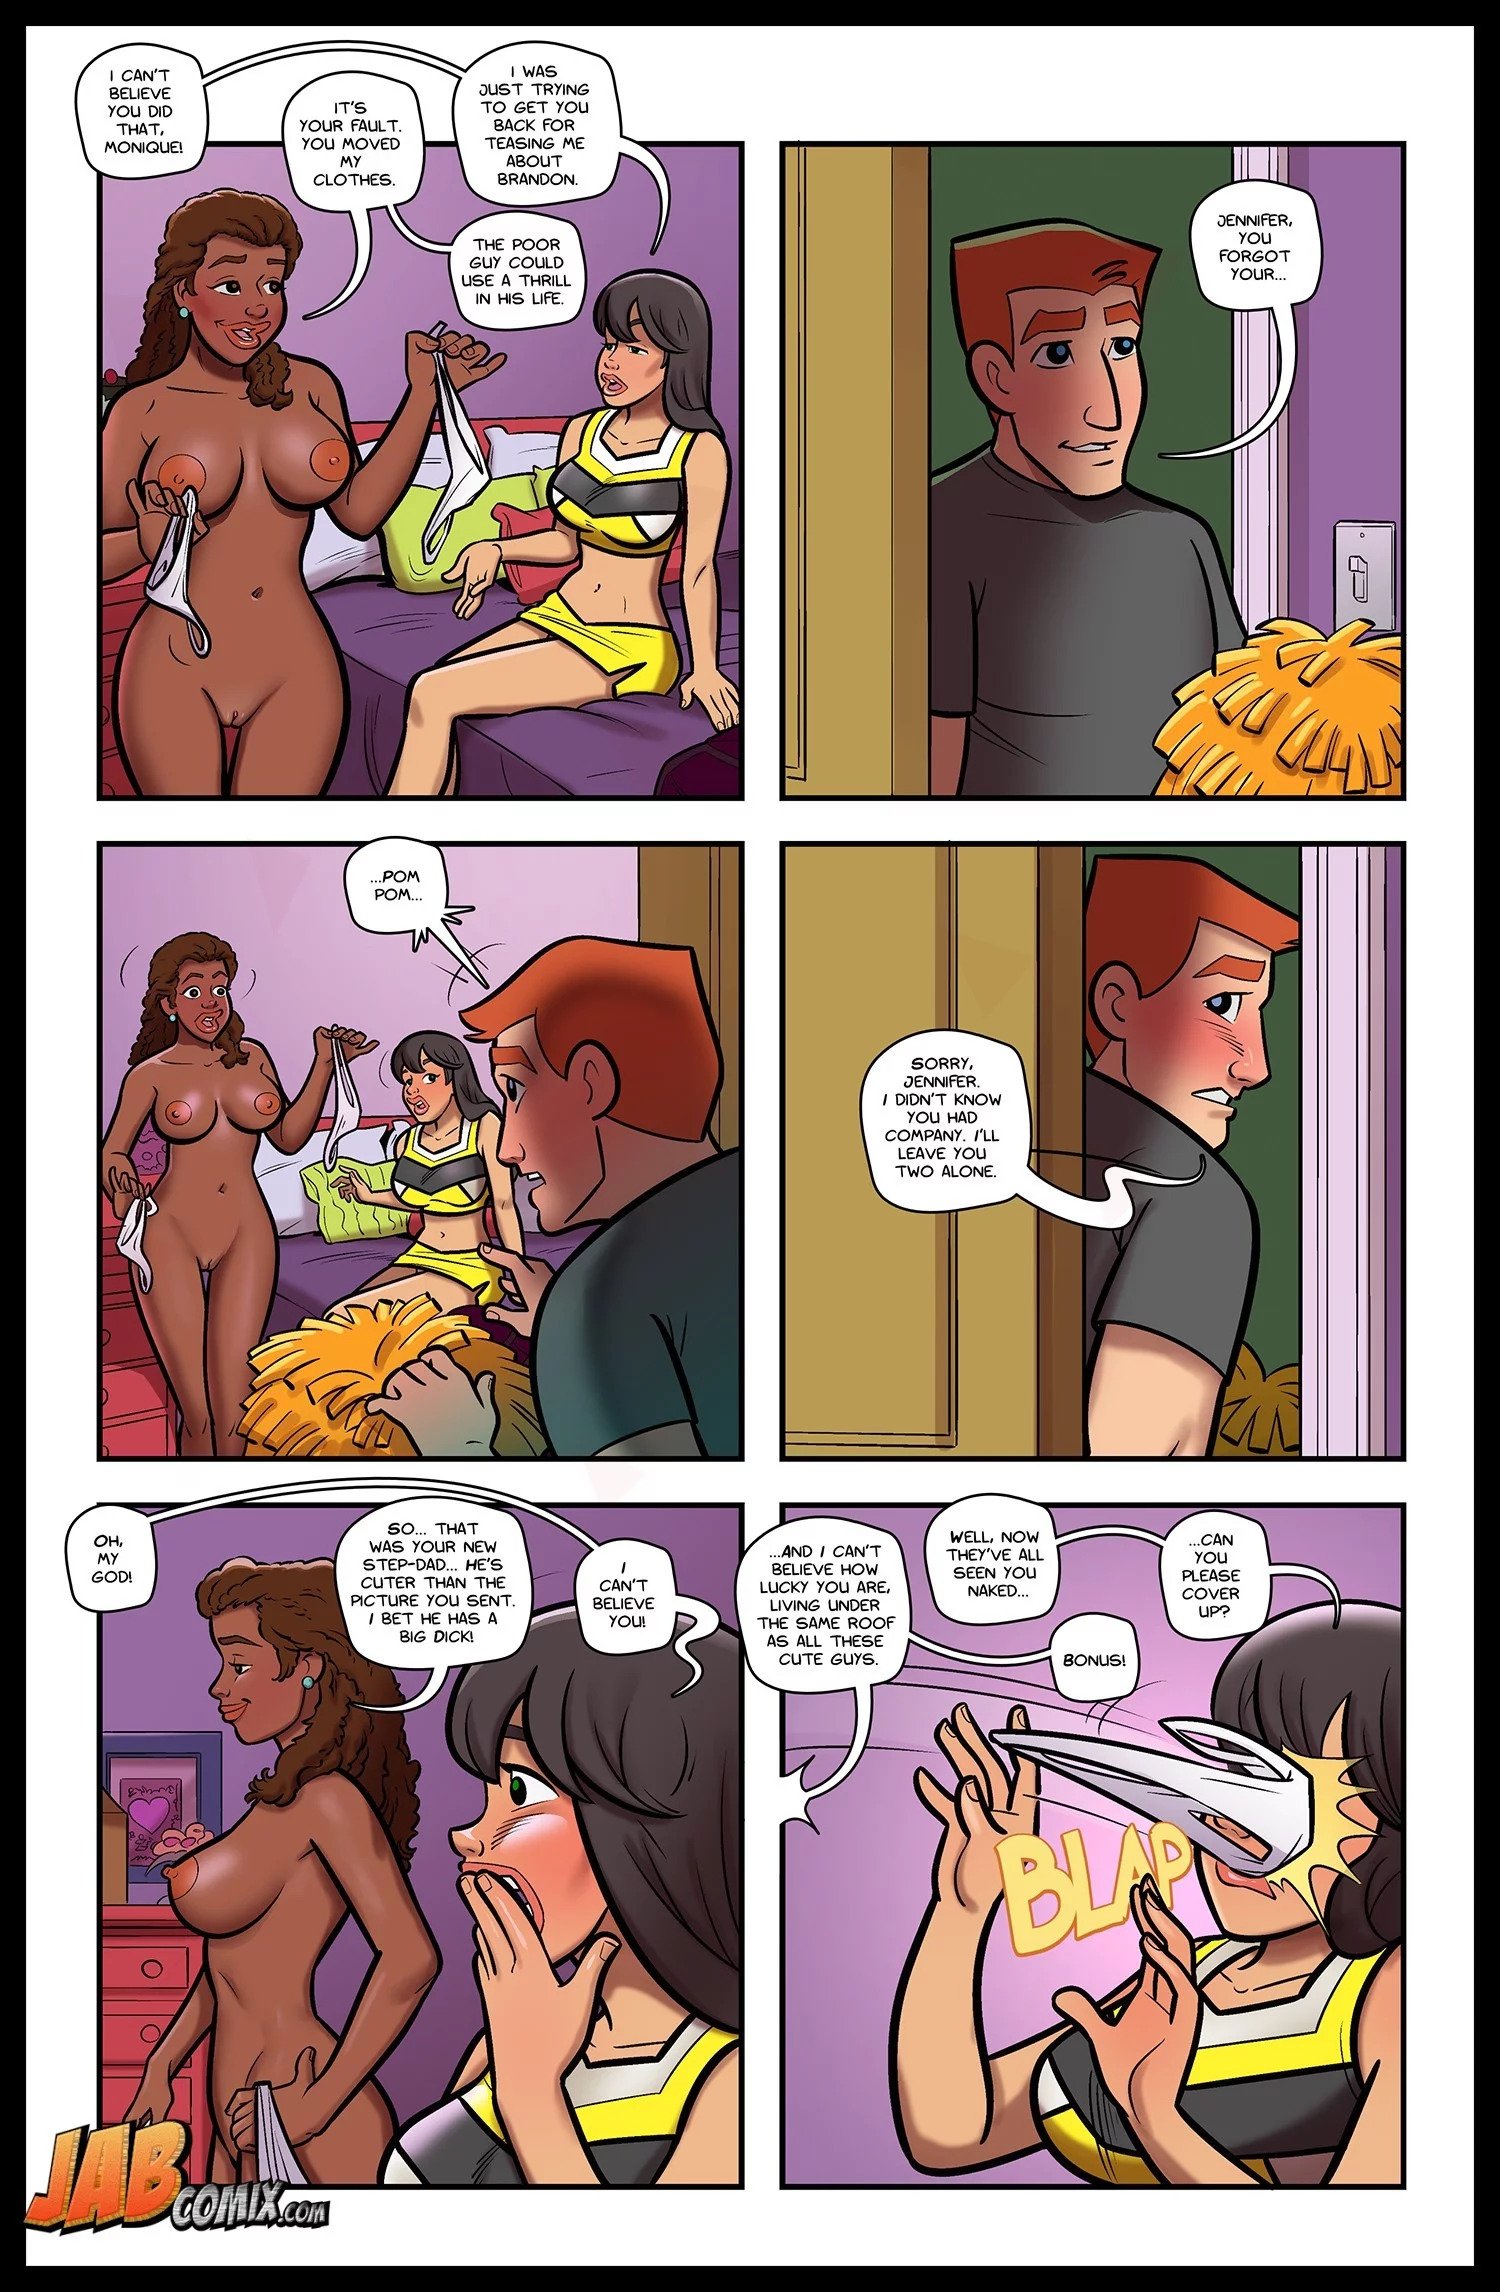 I CAN'T
BELIEVE
YOU DID
THAT,
MONIQUE!
I WAS
JUST TRYING
TO GET YOU
BACK FOR
TEASING ME
ABOUT
BRANDON.
IT'S
YOUR FAULT.
YOU MOVED
MY
CLOTHES.
THE POOR
GUY COULD
USE A THRILL
IN HIS LIFE.
JENNIFER,
YOU
FORGOT
YOUR...
...POM
POM...
SORRY,
JENNIFER.
I DIDN'T KNOW
YOU HAD
COMPANY. I'LL
LEAVE YOU
TWO ALONE.
OH,
MY
GOD!
I
CAN'T
BELIEVE
YOU!
SO... THAT
WAS YOUR NEW
STEP-DAD... HE'S
CUTER THAN THE
PICTURE YOU SENT.
I BET HE HAS A
BIG DICK!
...AND I CAN'T
BELIEVE HOW
LUCKY YOU ARE,
LIVING UNDER
THE SAME ROOF
AS ALL THESE
CUTE GUYS.
WELL, NOW
THEY'VE ALL
SEEN YOU
NAKED...
...CAN
YOU
PLEASE
COVER
UP?
BONUS!
BLAP
JAB
COMIX.COM